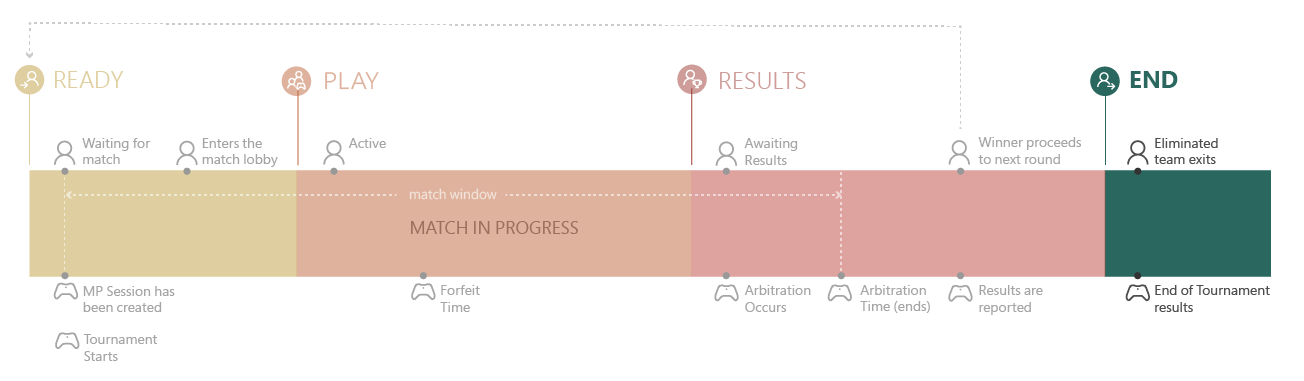 READY
PLAY
RESULTS
END
Waiting for
match
Enters the
match lobby
Active
Awaiting
Results
Winner proceeds
to next round
Eliminated
team exits
match window
MATCH IN PROGRESS
MP Session has
been created
Forfeit
Time
Arbitration
Occurs
Arbitration
Time (ends)
Results are
reported
End of Tournament
results
Tournament
Starts